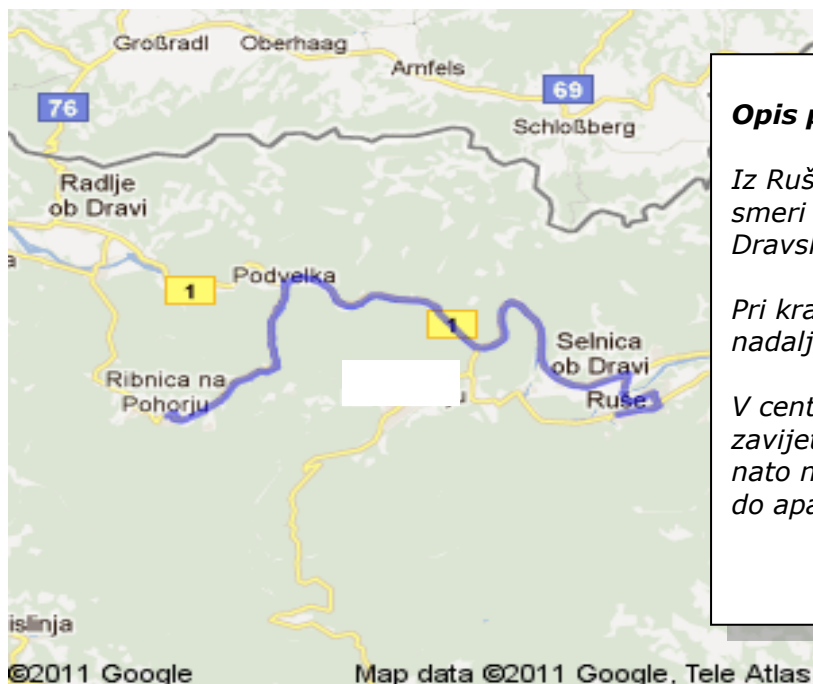 Großradl
Oberhaag
Arnfels
76
69
Schloßberg
Radlje
ob Dravi
a
1
Podvelka
1
Selnica
ob Dravi
Ribnica na
Pohorju
u
Ruše
islinja
©2011 Google
Map data ©2011 Google, Tele Atlas
Opis p
Iz Ruš
smeri
Dravsk
Pri kra
nadalj
V cent
zavijet
nato n
do apa